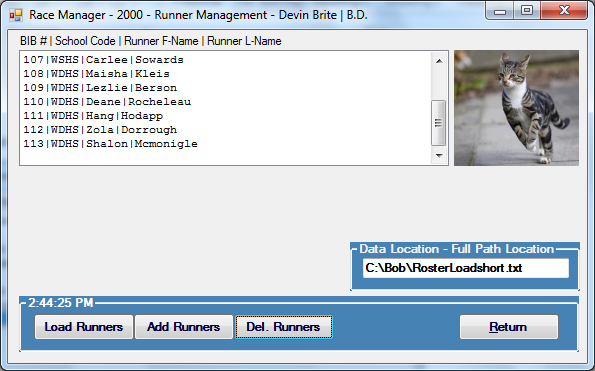 Race Manager - 2000 - Runner Management - Devin Brite | B.D.
BIB # | School Code | Runner F-Name | Runner L-Name
107|WSHS|Carlee|Sowards
108|WDHS|Maisha|Kleis
109|WDHS|Lezlie|Berson
110|WDHS|Deane|Rocheleau
111|WDHS|Hang|Hodapp
112|WDHS|Zola|Dorrough
113|WDHS|Shalon|Mcmonigle
Data Location - Full Path Location
C:\Bob\RosterLoadshort.txt
2:44:25 PM
Load Runners Add Runners Del. Runners Return